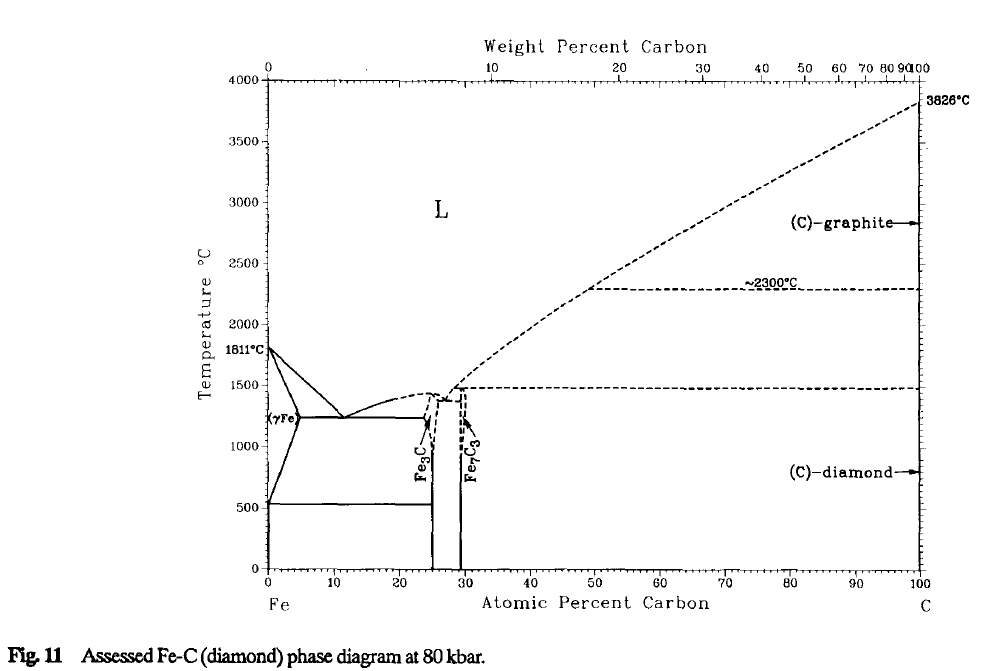 Weight Percent Carbon
0 10 20 30 40 50 60 70 80 90 100
4000
3826°C
3500
3000
L
(C)-graphite
2500
~2300°C
Temperature °C
2000
1811°C
1500
(γFe)
1000
Fe3C
Fe7C3
(C)-diamond
500
0
0 10 20 30 40 50 60 70 80 90 100
Fe
Atomic Percent Carbon
C
Fig. 11 Assessed Fe-C (diamond) phase diagram at 80 kbar.